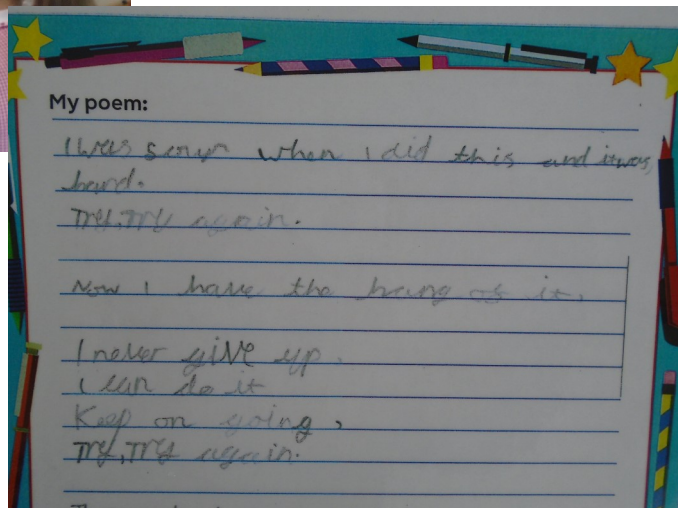 My poem:
I was when I did this and it was
hard.
Try, Try again.
Now I have the hang of it.
I never give up.
I can do it
Keep on going,
Try, Try again.